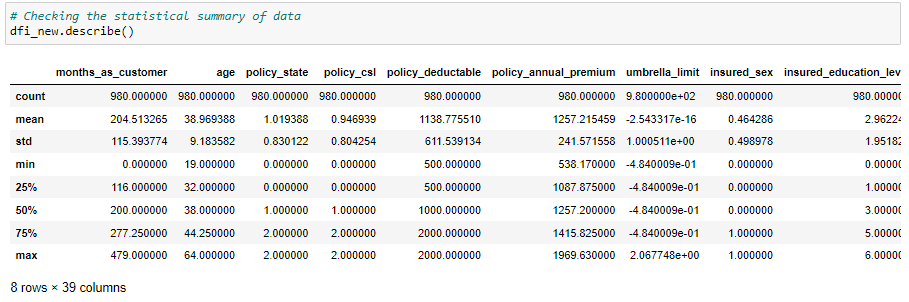 # Checking the statistical summary of data
dfi_new.describe()
months_as_customer age policy_state policy_csl policy_deductable policy_annual_premium umbrella_limit insured_sex insured_education_lev
count 980.000000 980.000000 980.000000 980.000000 980.000000 980.000000 9.800000e+02 980.000000 980.0000
mean 204.513265 38.969388 1.019388 0.946939 1138.775510 1257.215459 -2.543317e-16 0.464286 2.9622
std 115.393774 9.183582 0.830122 0.804254 611.539134 241.571558 1.000511e+00 0.498978 1.9518
min 0.000000 19.000000 0.000000 0.000000 500.000000 538.170000 -4.840009e-01 0.000000 0.0000
25% 116.000000 32.000000 0.000000 0.000000 500.000000 1087.875000 -4.840009e-01 0.000000 1.0000
50% 200.000000 38.000000 1.000000 1.000000 1000.000000 1257.200000 -4.840009e-01 0.000000 3.0000
75% 277.250000 44.250000 2.000000 2.000000 2000.000000 1415.825000 -4.840009e-01 1.000000 5.0000
max 479.000000 64.000000 2.000000 2.000000 2000.000000 1969.630000 2.067748e+00 1.000000 6.0000
8 rows × 39 columns